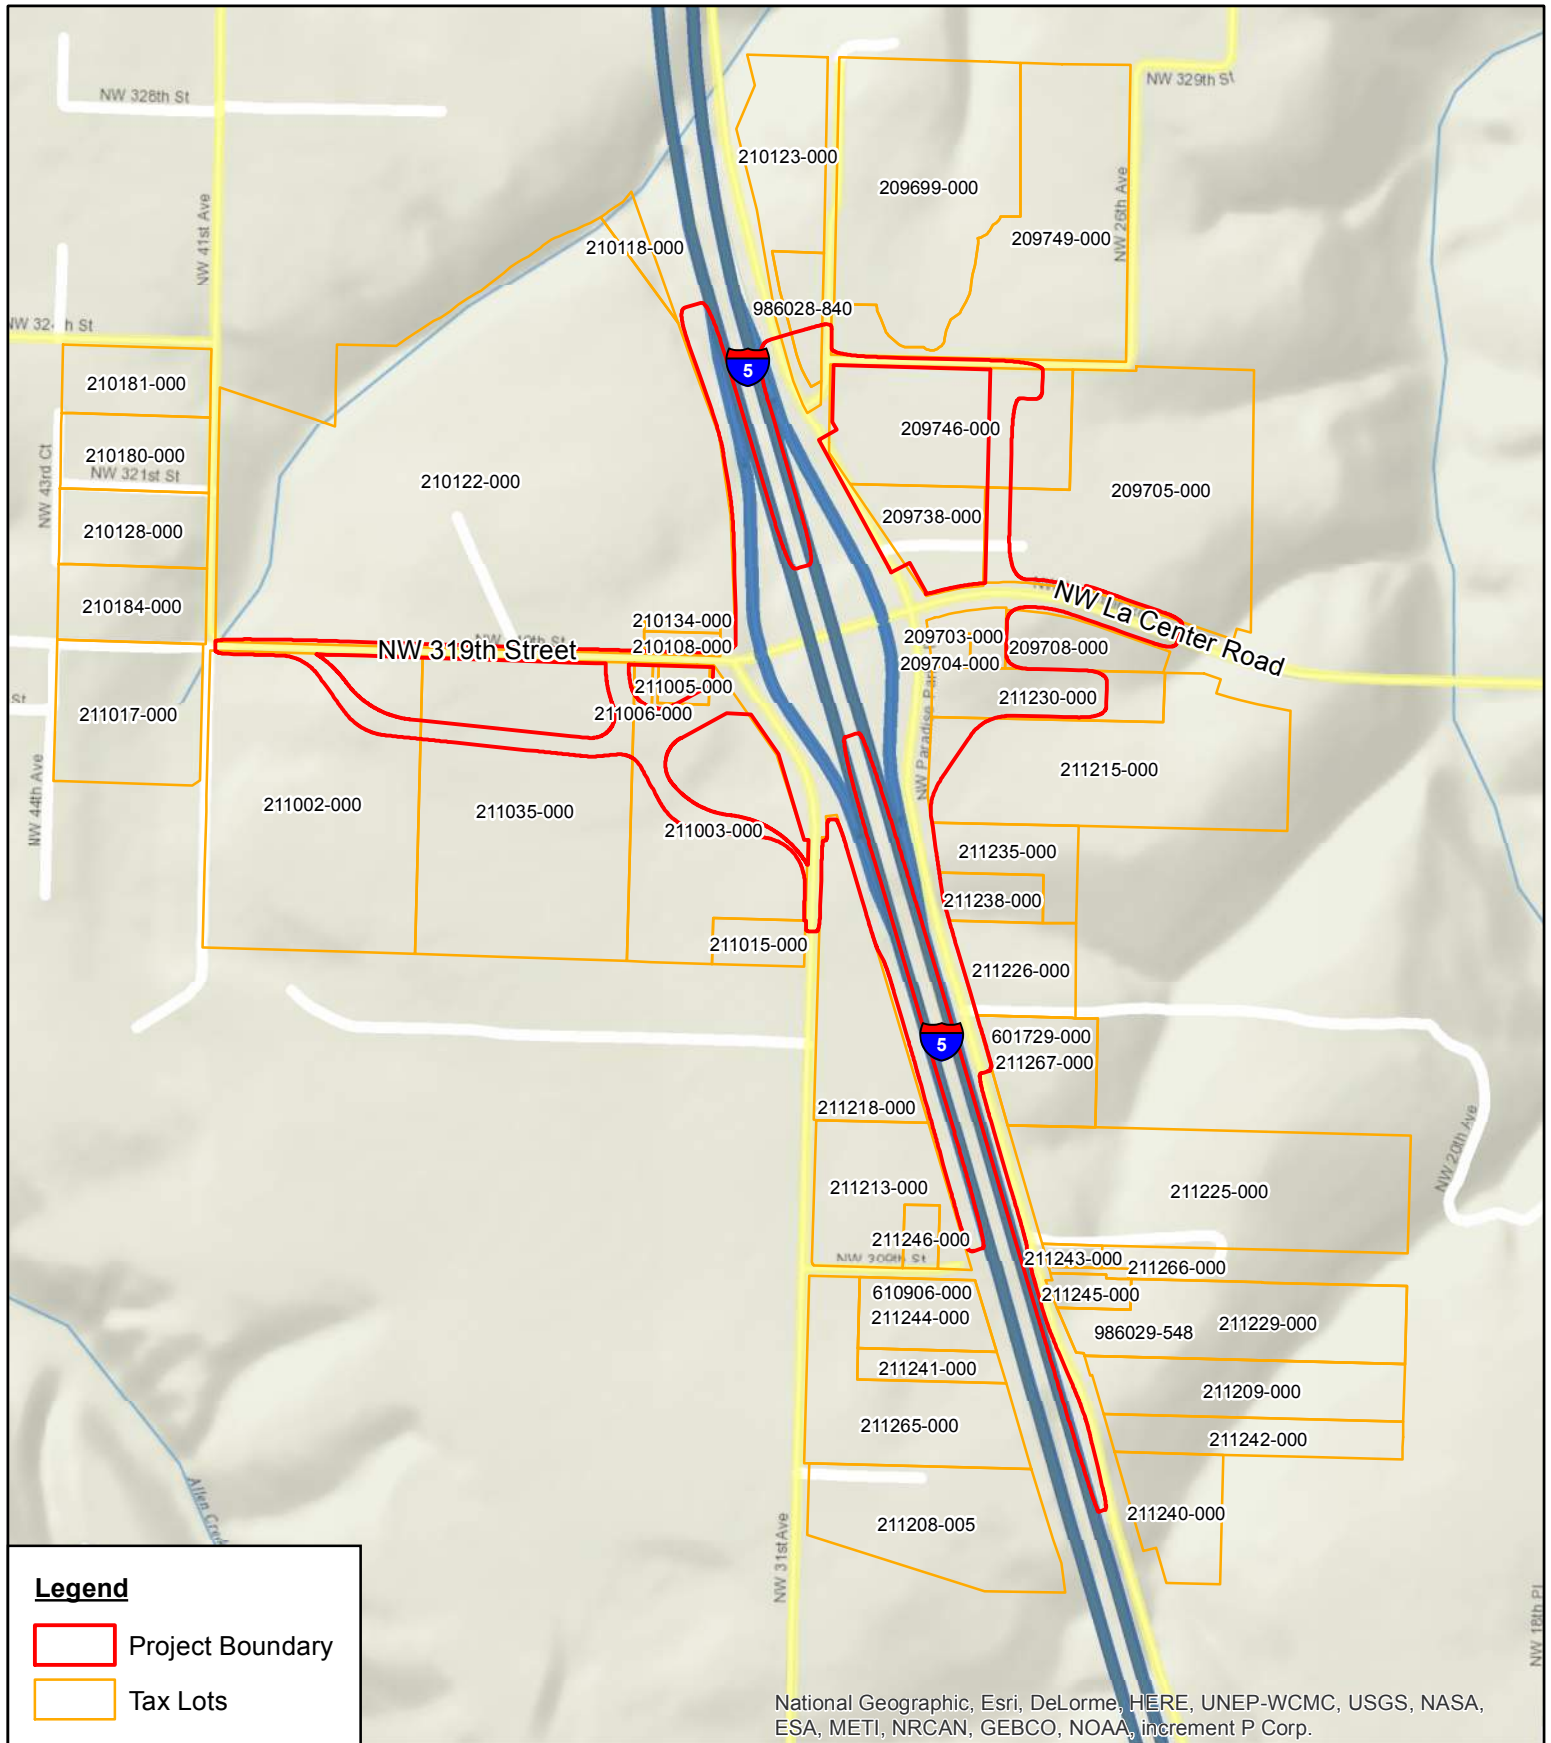 NW 328th St
NW 329th St
210123-000
NW 26th Ave
209699-000
NW 41st Ave
209749-000
210118-000
986028-840
5
210181-000
209746-000
NW 43rd Ct
210180-000
NW 321st St
210122-000
209705-000
209738-000
210128-000
210184-000
NW La Center Road
210134-000
209703-000
NW 319th Street
210108-000
209708-000
209704-000
211005-000
211230-000
211006-000
211017-000
211215-000
NW 44th Ave
211002-000
211035-000
211003-000
211235-000
211238-000
211015-000
211226-000
5
601729-000
211267-000
211218-000
NW 20th Ave
211213-000
211225-000
211246-000
NW 309th St
211243-000
211266-000
610906-000
211245-000
211244-000
986029-548
211229-000
211241-000
211209-000
211265-000
211242-000
Allen Creek
211240-000
211208-005
NW 31st Ave
NW 18th Pl
Legend
Project Boundary
Tax Lots
National Geographic, Esri, DeLorme, HERE, UNEP-WCMC, USGS, NASA,
ESA, METI, NRCAN, GEBCO, NOAA, increment P Corp.